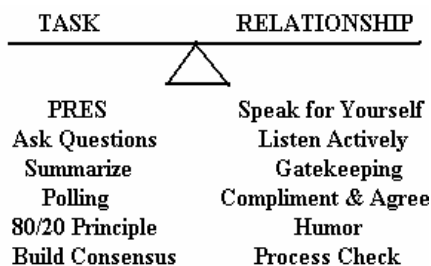 TASK RELATIONSHIP
PRES Speak for Yourself
Ask Questions Listen Actively
Summarize Gatekeeping
Polling Compliment & Agree
80/20 Principle Humor
Build Consensus Process Check